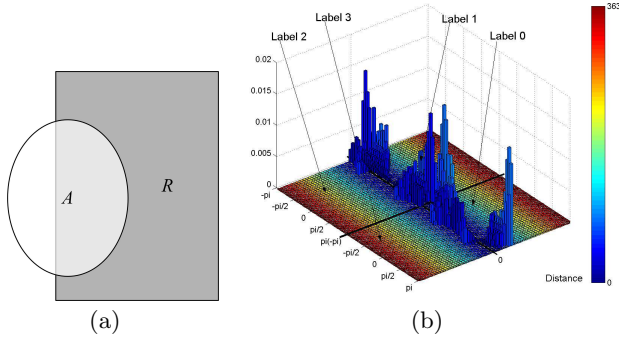 A
R
(a)
Label 2
Label 3
Label 1
Label 0
363
0.02
0.015
0.01
0.005
0
-pi
-pi/2
0
pi/2
pi(-pi)
-pi/2
0
pi/2
pi
0
Distance
0
(b)